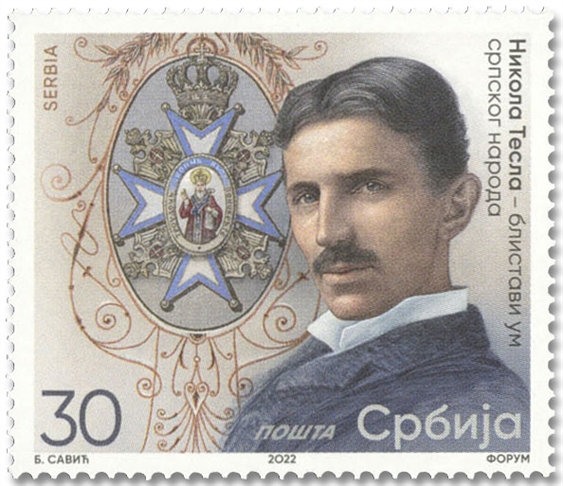 SERBIA
Никола Тесла – блистави ум
српског народа
30
ПОШТА
Србија
Б. САВИЋ
2022
ФОРУМ